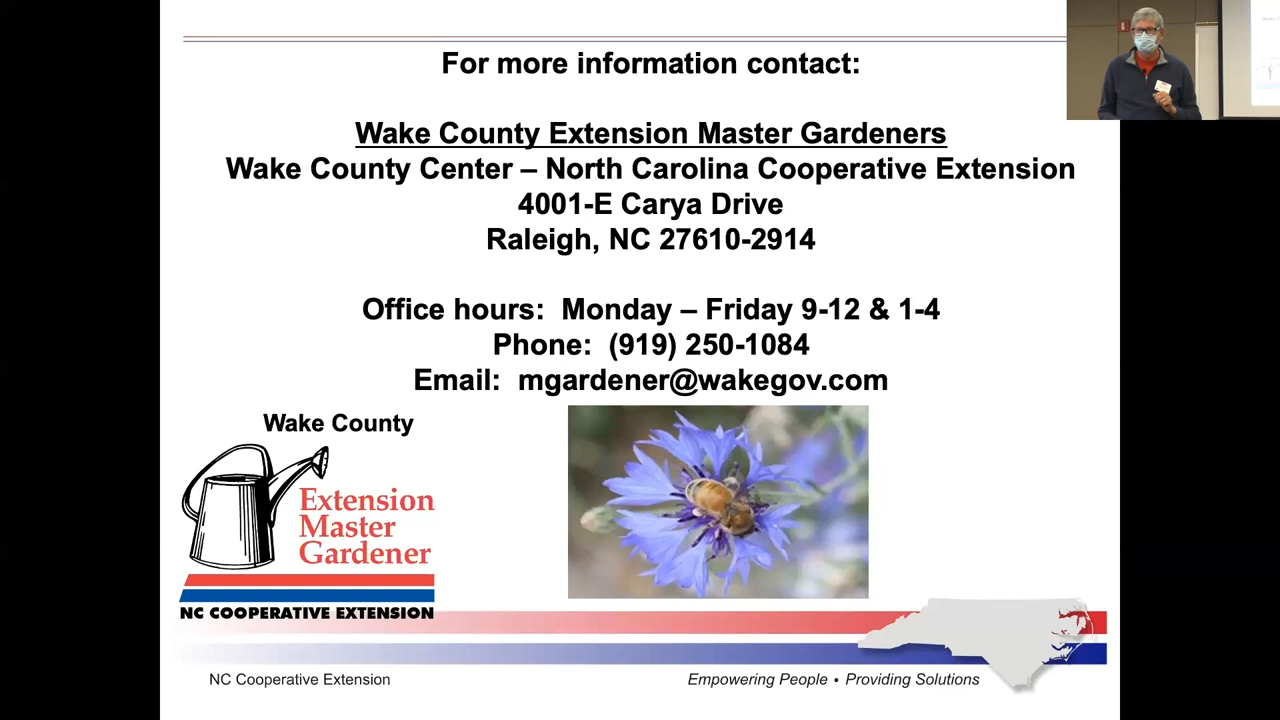 For more information contact:
Wake County Extension Master Gardeners
Wake County Center – North Carolina Cooperative Extension
4001-E Carya Drive
Raleigh, NC 27610-2914
Office hours: Monday – Friday 9-12 & 1-4
Phone: (919) 250-1084
Email: mgardener@wakegov.com
Wake County
Extension
Master
Gardener
NC COOPERATIVE EXTENSION
NC Cooperative Extension
Empowering People • Providing Solutions